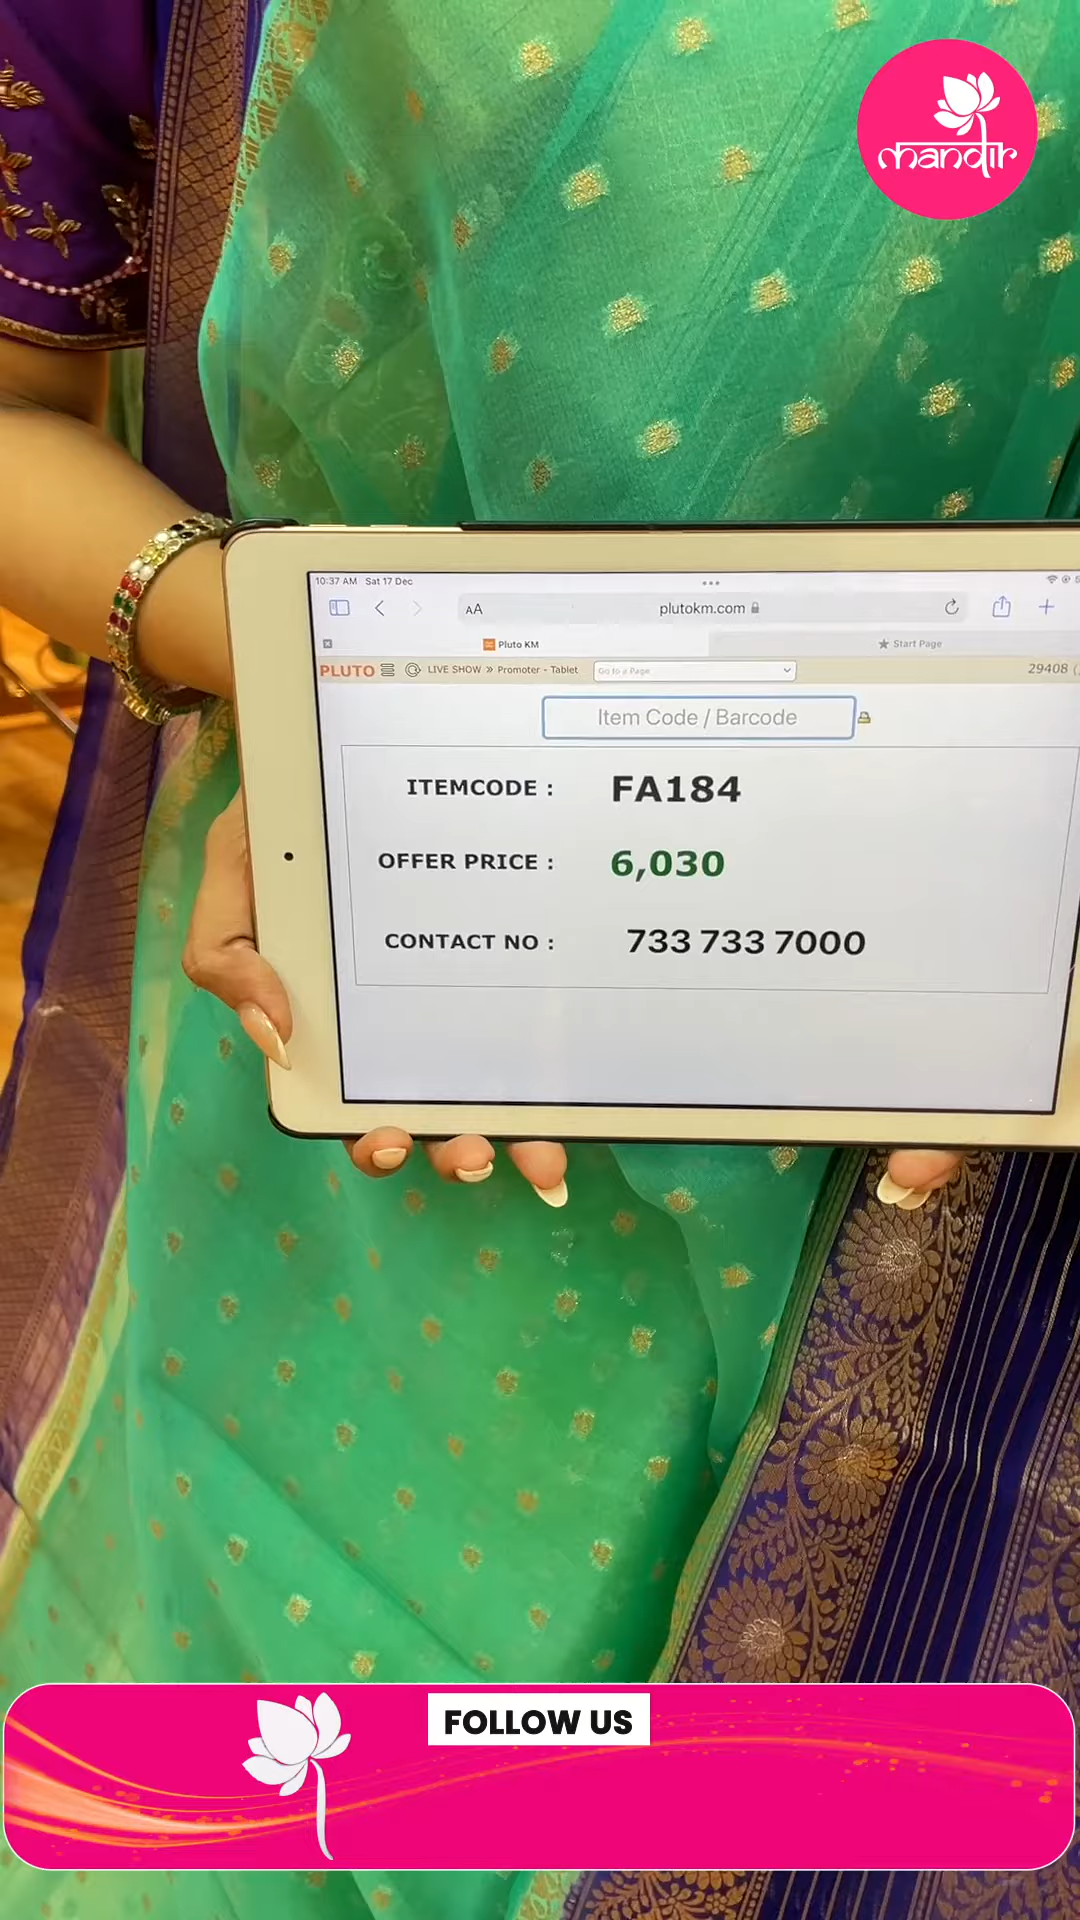 mandir
10:37 AM Sat 17 Dec
AA
plutokm.com
Pluto KM
Start Page
PLUTO
LIVE SHOW » Promoter - Tablet
Go to a Page
29408
Item Code / Barcode
ITEMCODE : FA184
OFFER PRICE : 6,030
CONTACT NO : 733 733 7000
FOLLOW US